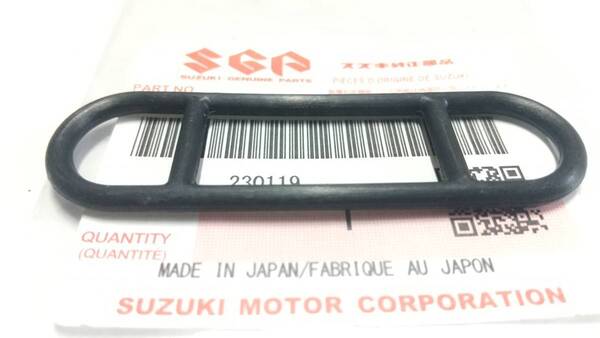 SGP スズキ純正部品
SUZUKI GENUINE PARTS PIÈCES D'ORIGINE DE SUZUKI
PART NO
230119
1
QUANTITY
(QUANTITE)
MADE IN JAPAN/FABRIQUE AU JAPON
SUZUKI MOTOR CORPORATION